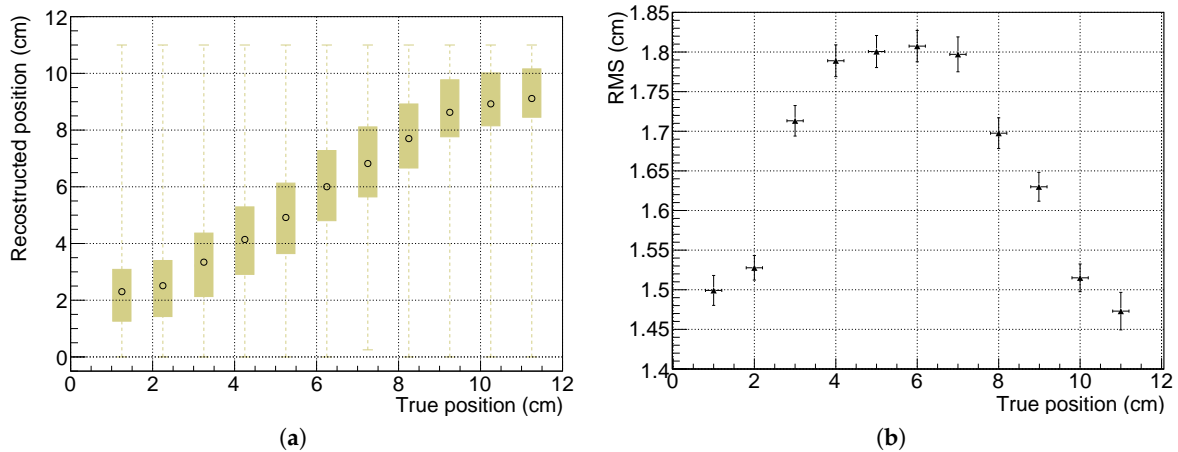 Recostructed position (cm)
12
10
8
6
4
2
0
0 2 4 6 8 10 12
True position (cm)
(a)
RMS (cm)
1.85
1.8
1.75
1.7
1.65
1.6
1.55
1.5
1.45
1.4
0 2 4 6 8 10 12
True position (cm)
(b)